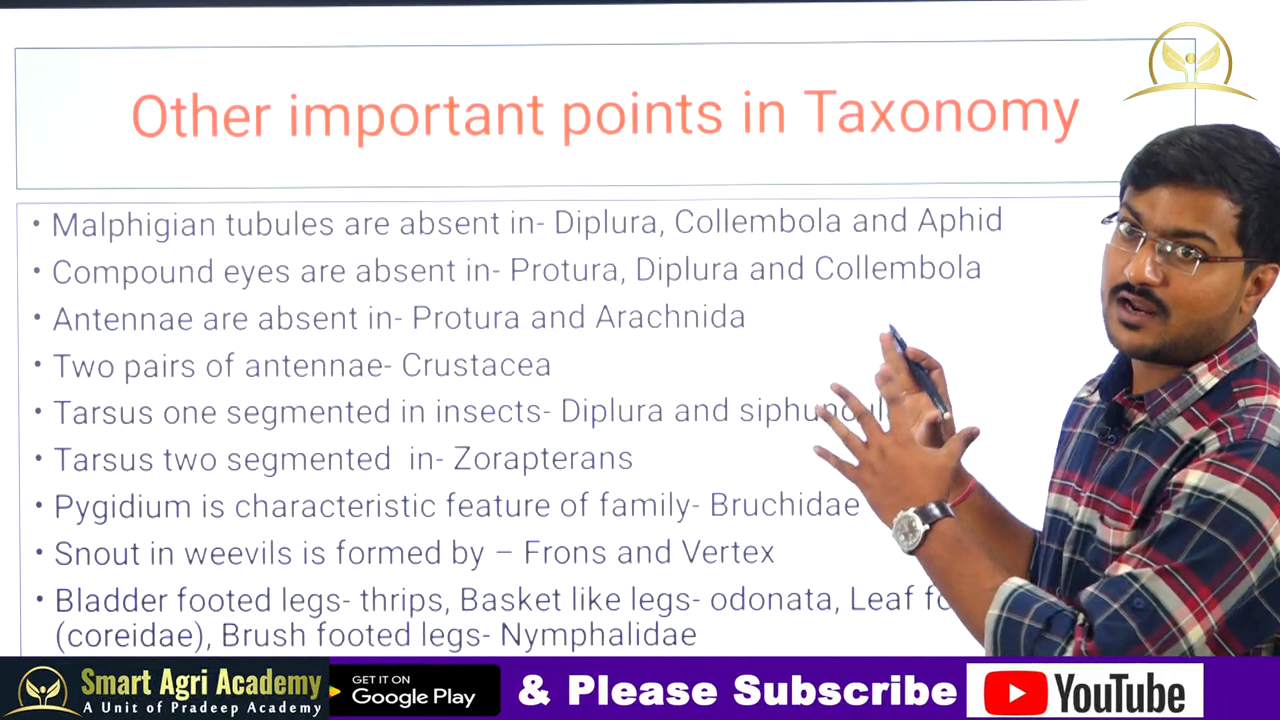 Other important points in Taxonomy
• Malphigian tubules are absent in- Diplura, Collembola and Aphid
• Compound eyes are absent in- Protura, Diplura and Collembola
• Antennae are absent in- Protura and Arachnida
• Two pairs of antennae- Crustacea
• Tarsus one segmented in insects- Diplura and
• Tarsus two segmented in- Zorapterans
• Pygidium is characteristic feature of family- Bruchidae
• Snout in weevils is formed by – Frons and Vertex
• Bladder footed legs- thrips, Basket like legs- odonata, Leaf
(coreidae), Brush footed legs- Nymphalidae
Smart Agri Academy
A Unit of Pradeep Academy
GET IT ON
Google Play
& Please Subscribe
YouTube